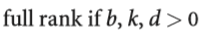 full rank if b, k, d > 0